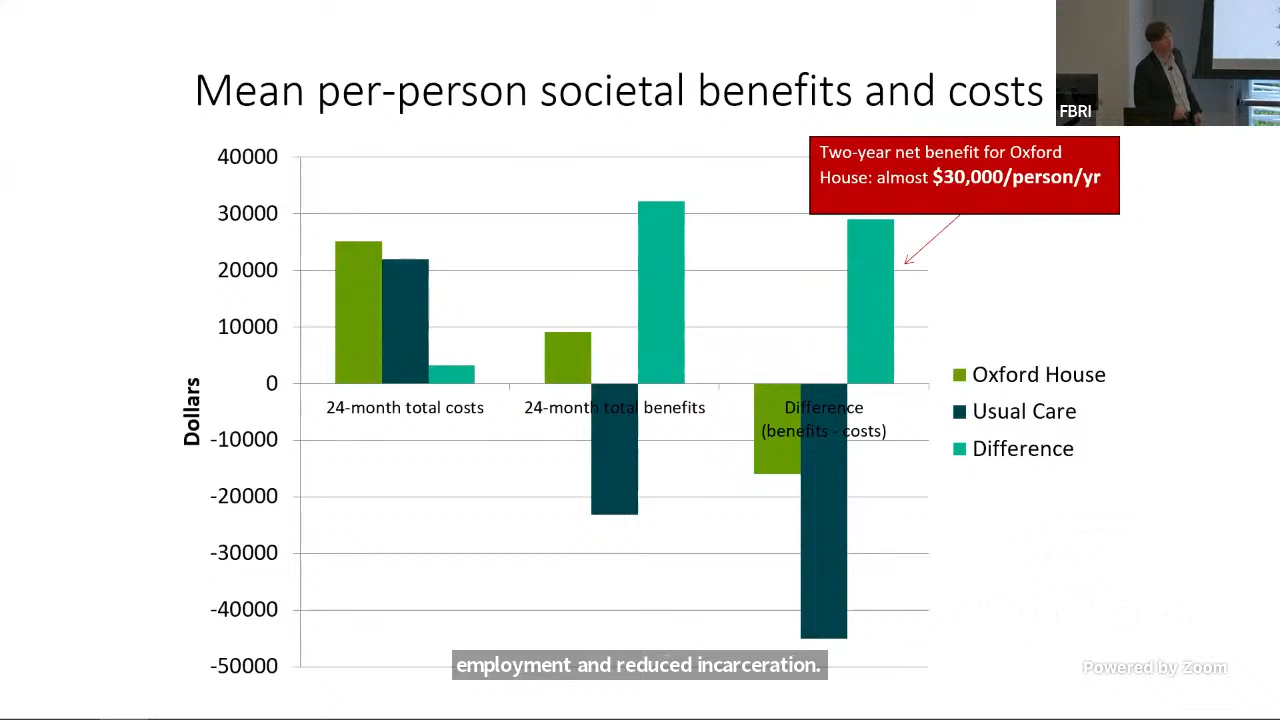 Mean per-person societal benefits and costs
FBRI
Two-year net benefit for Oxford
House: almost $30,000/person/yr
40000
30000
20000
10000
0
-10000
-20000
-30000
-40000
-50000
Dollars
24-month total costs
24-month total benefits
Difference
(benefits - costs)
Oxford House
Usual Care
Difference
employment and reduced incarceration.
Powered by Zoom